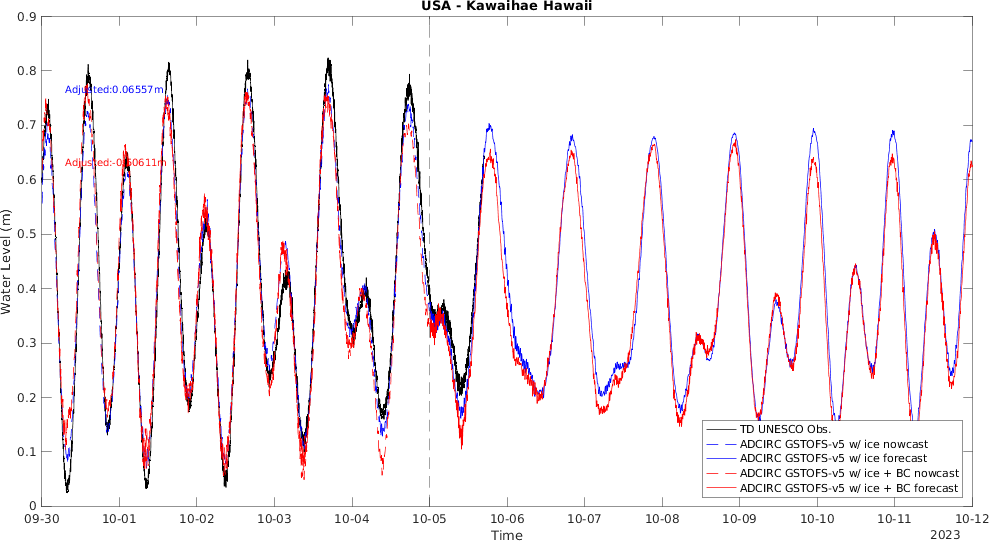 USA - Kawaihae Hawaii
0.9
0.8
0.7
0.6
0.5
0.4
0.3
0.2
0.1
0
Water Level (m)
Adjusted:0.06557m
Adjusted:-0.60611m
TD UNESCO Obs.
ADCIRC GSTOFS-v5 w/ ice nowcast
ADCIRC GSTOFS-v5 w/ ice forecast
ADCIRC GSTOFS-v5 w/ ice + BC nowcast
ADCIRC GSTOFS-v5 w/ ice + BC forecast
09-30 10-01 10-02 10-03 10-04 10-05 10-06 10-07 10-08 10-09 10-10 10-11 10-12
Time
2023